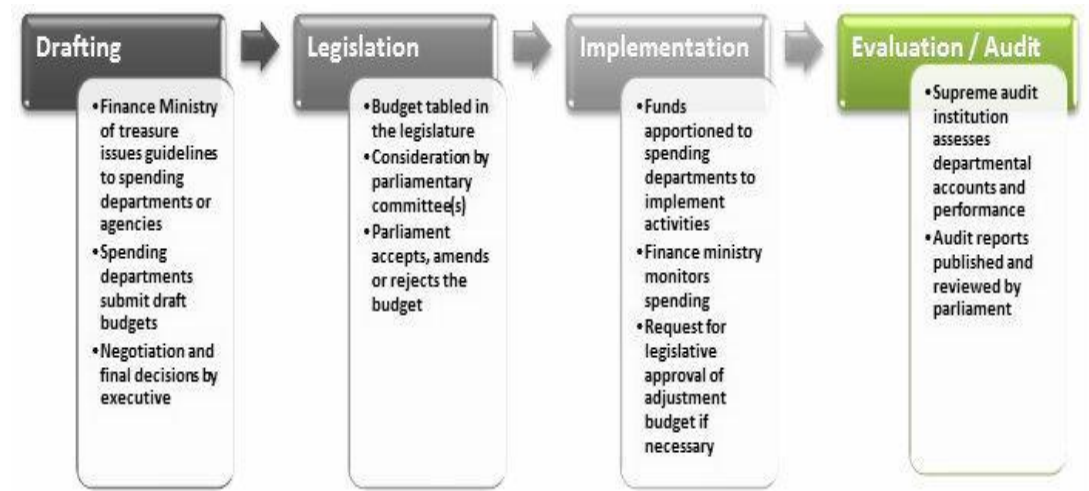 Drafting
•Finance Ministry
of treasure
issues guidelines
to spending
departments or
agencies
•Spending
departments
submit draft
budgets
•Negotiation and
final decisions by
executive
Legislation
•Budget tabled in
the legislature
•Consideration by
parliamentary
committee(s)
•Parliament
accepts, amends
or rejects the
budget
Implementation
•Funds
apportioned to
spending
departments to
implement
activities
•Finance ministry
monitors
spending
•Request for
legislative
approval of
adjustment
budget if
necessary
Evaluation / Audit
•Supreme audit
institution
assesses
departmental
accounts and
performance
•Audit reports
published and
reviewed by
parliament